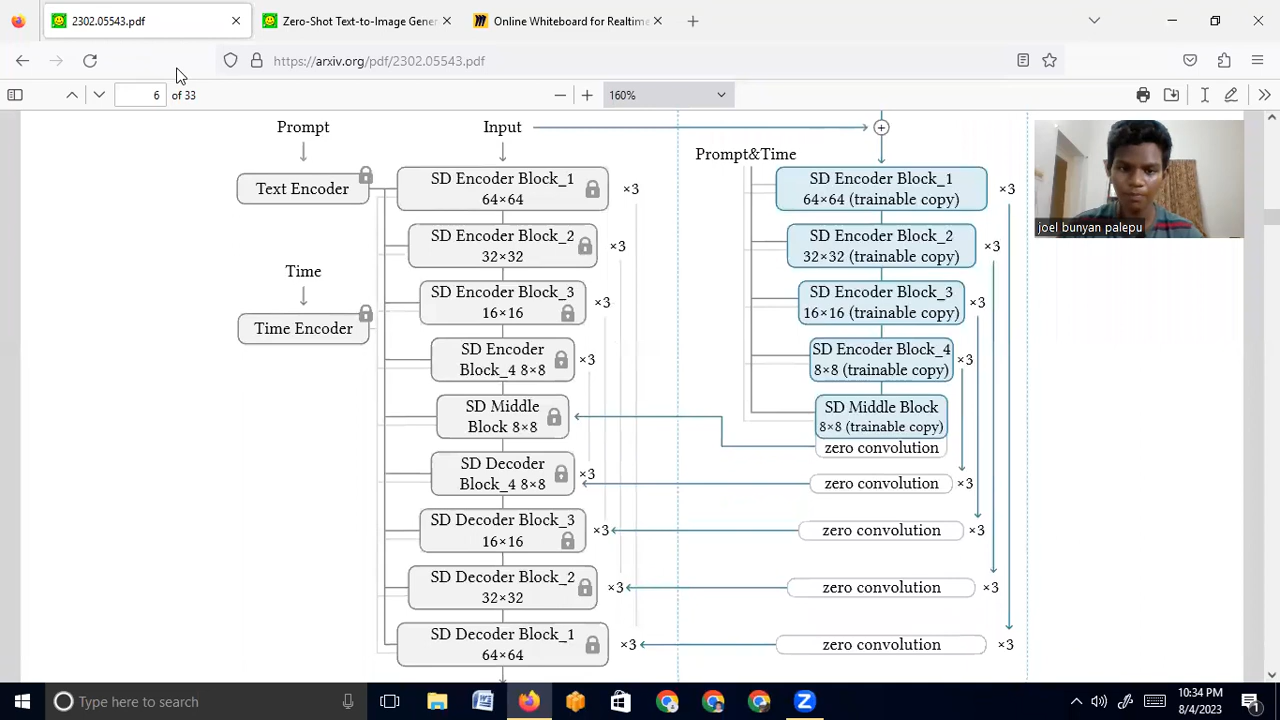 2302.05543.pdf
Zero-Shot Text-to-Image Gener
Online Whiteboard for Realtime
https://arxiv.org/pdf/2302.05543.pdf
6 of 33
160%
Prompt
Input
Prompt&Time
Text Encoder
SD Encoder Block_1
64×64
×3
SD Encoder Block_1
64×64 (trainable copy)
×3
SD Encoder Block_2
32×32
×3
SD Encoder Block_2
32×32 (trainable copy)
×3
Time
SD Encoder Block_3
16×16
×3
SD Encoder Block_3
16×16 (trainable copy)
×3
Time Encoder
SD Encoder
Block_4 8×8
×3
SD Encoder Block_4
8×8 (trainable copy)
×3
SD Middle
Block 8×8
SD Middle Block
8×8 (trainable copy)
zero convolution
SD Decoder
Block_4 8×8
×3
zero convolution
×3
SD Decoder Block_3
16×16
×3
zero convolution
×3
SD Decoder Block_2
32×32
×3
zero convolution
×3
SD Decoder Block_1
64×64
×3
zero convolution
×3
joel bunyan palepu
Type here to search
10:34 PM
8/4/2023
1